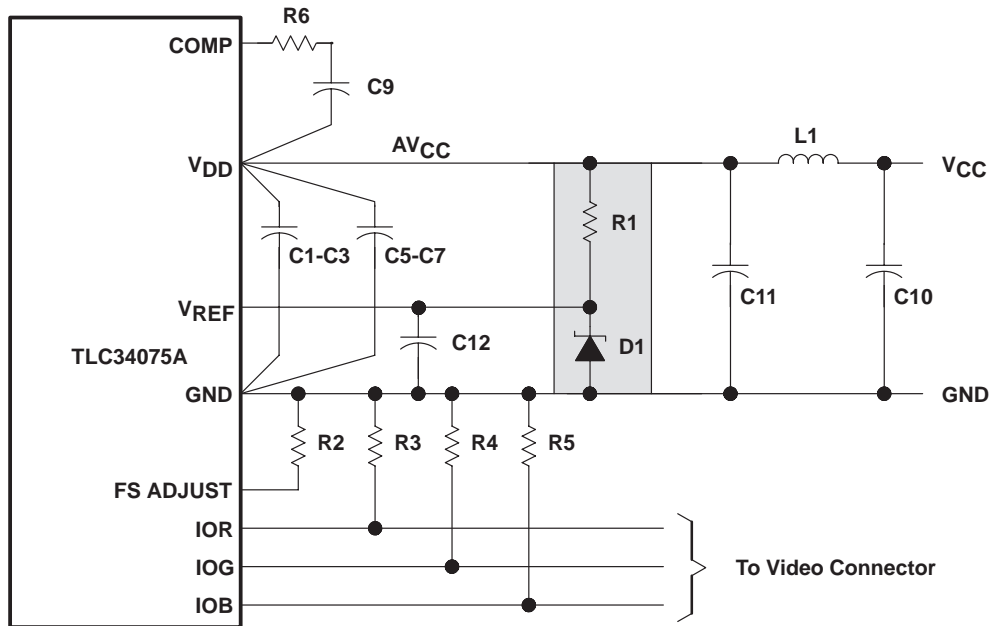 R6
COMP
C9
L1
AVCC
VDD
VCC
R1
C1-C3
C5-C7
C11
C10
VREF
C12
D1
TLC34075A
GND
GND
R2
R3
R4
R5
FS ADJUST
IOR
IOG
To Video Connector
IOB